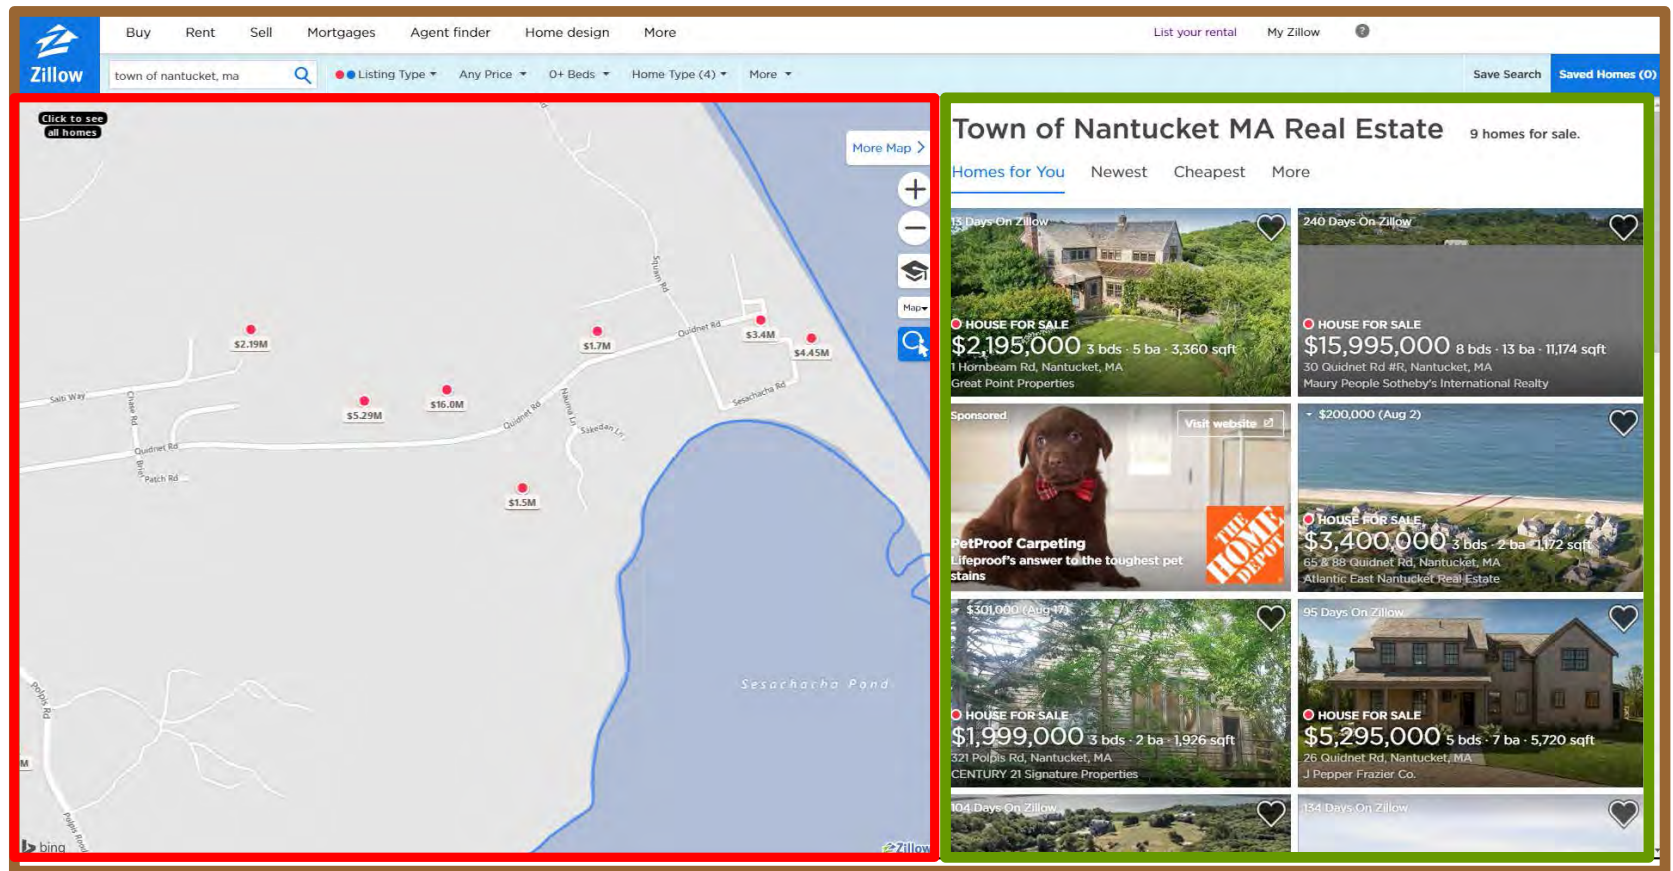 Buy Rent Sell Mortgages Agent finder Home design More List your rental My Zillow ?
Zillow
town of nantucket, ma Listing Type Any Price 0+ Beds Home Type (4) More Save Search Saved Homes (0)
Click to see
all homes
More Map
Map
Squam Rd
Quidnet Rd
$2.19M
$1.7M
$3.4M
$4.45M
$5.29M
$16.0M
Salti Way
Chase Rd
Quidnet Rd
Nauma Ln
Sesachacha Rd
Sakedan Ln
Quidnet Rd
Patch Rd
$1.5M
Sesachacha Pond
Polpis Rd
M
Polpis Road
bing
Zillow
Town of Nantucket MA Real Estate 9 homes for sale.
Homes for You Newest Cheapest More
13 Days On Zillow
HOUSE FOR SALE
$2,195,000 3 bds · 5 ba · 3,360 sqft
1 Hornbeam Rd, Nantucket, MA
Great Point Properties
240 Days On Zillow
HOUSE FOR SALE
$15,995,000 8 bds · 13 ba · 11,174 sqft
30 Quidnet Rd #R, Nantucket, MA
Maury People Sotheby's International Realty
Sponsored
Visit website
PetProof Carpeting
Lifeproof's answer to the toughest pet
stains
THE
HOME
DEPOT
$200,000 (Aug 2)
HOUSE FOR SALE
$3,400,000 3 bds · 2 ba · 1,172 sqft
65 & 88 Quidnet Rd, Nantucket, MA
Atlantic East Nantucket Real Estate
$301,000 (Aug 17)
HOUSE FOR SALE
$1,999,000 3 bds · 2 ba · 1,926 sqft
321 Polpis Rd, Nantucket, MA
CENTURY 21 Signature Properties
95 Days On Zillow
HOUSE FOR SALE
$5,295,000 5 bds · 7 ba · 5,720 sqft
26 Quidnet Rd, Nantucket, MA
J Pepper Frazier Co.
104 Days On Zillow
134 Days On Zillow